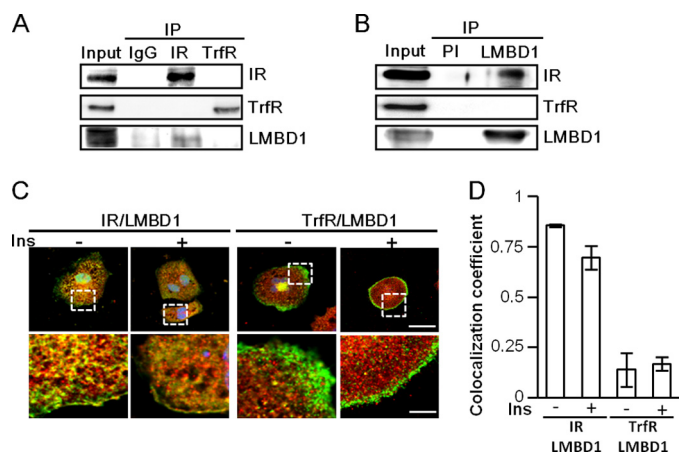 A
IP
Input IgG IR TrfR
IR
TrfR
LMBD1
B
IP
Input PI LMBD1
IR
TrfR
LMBD1
C
IR/LMBD1 TrfR/LMBD1
Ins - + - +
D
Colocalization coefficient
1
0.75
0.5
0.25
0
Ins - + - +
IR TrfR
LMBD1 LMBD1